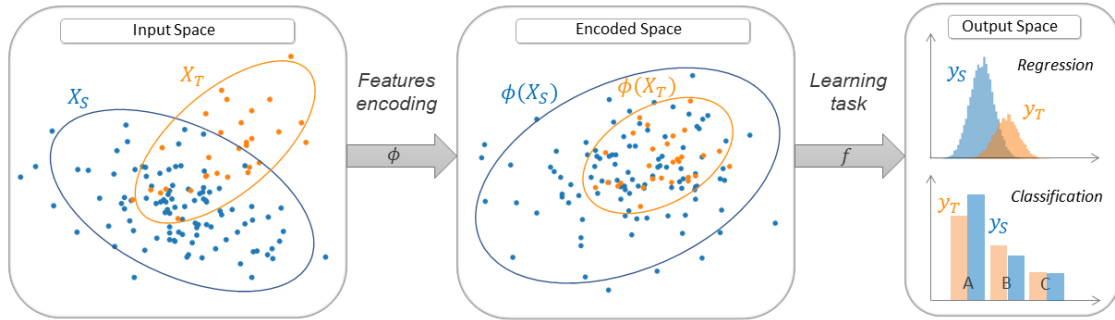 Input Space
X_T
X_S
Features
encoding
ϕ
Encoded Space
ϕ(X_S)
ϕ(X_T)
Learning
task
f
Output Space
y_S
Regression
y_T
Classification
y_T
y_S
A
B
C